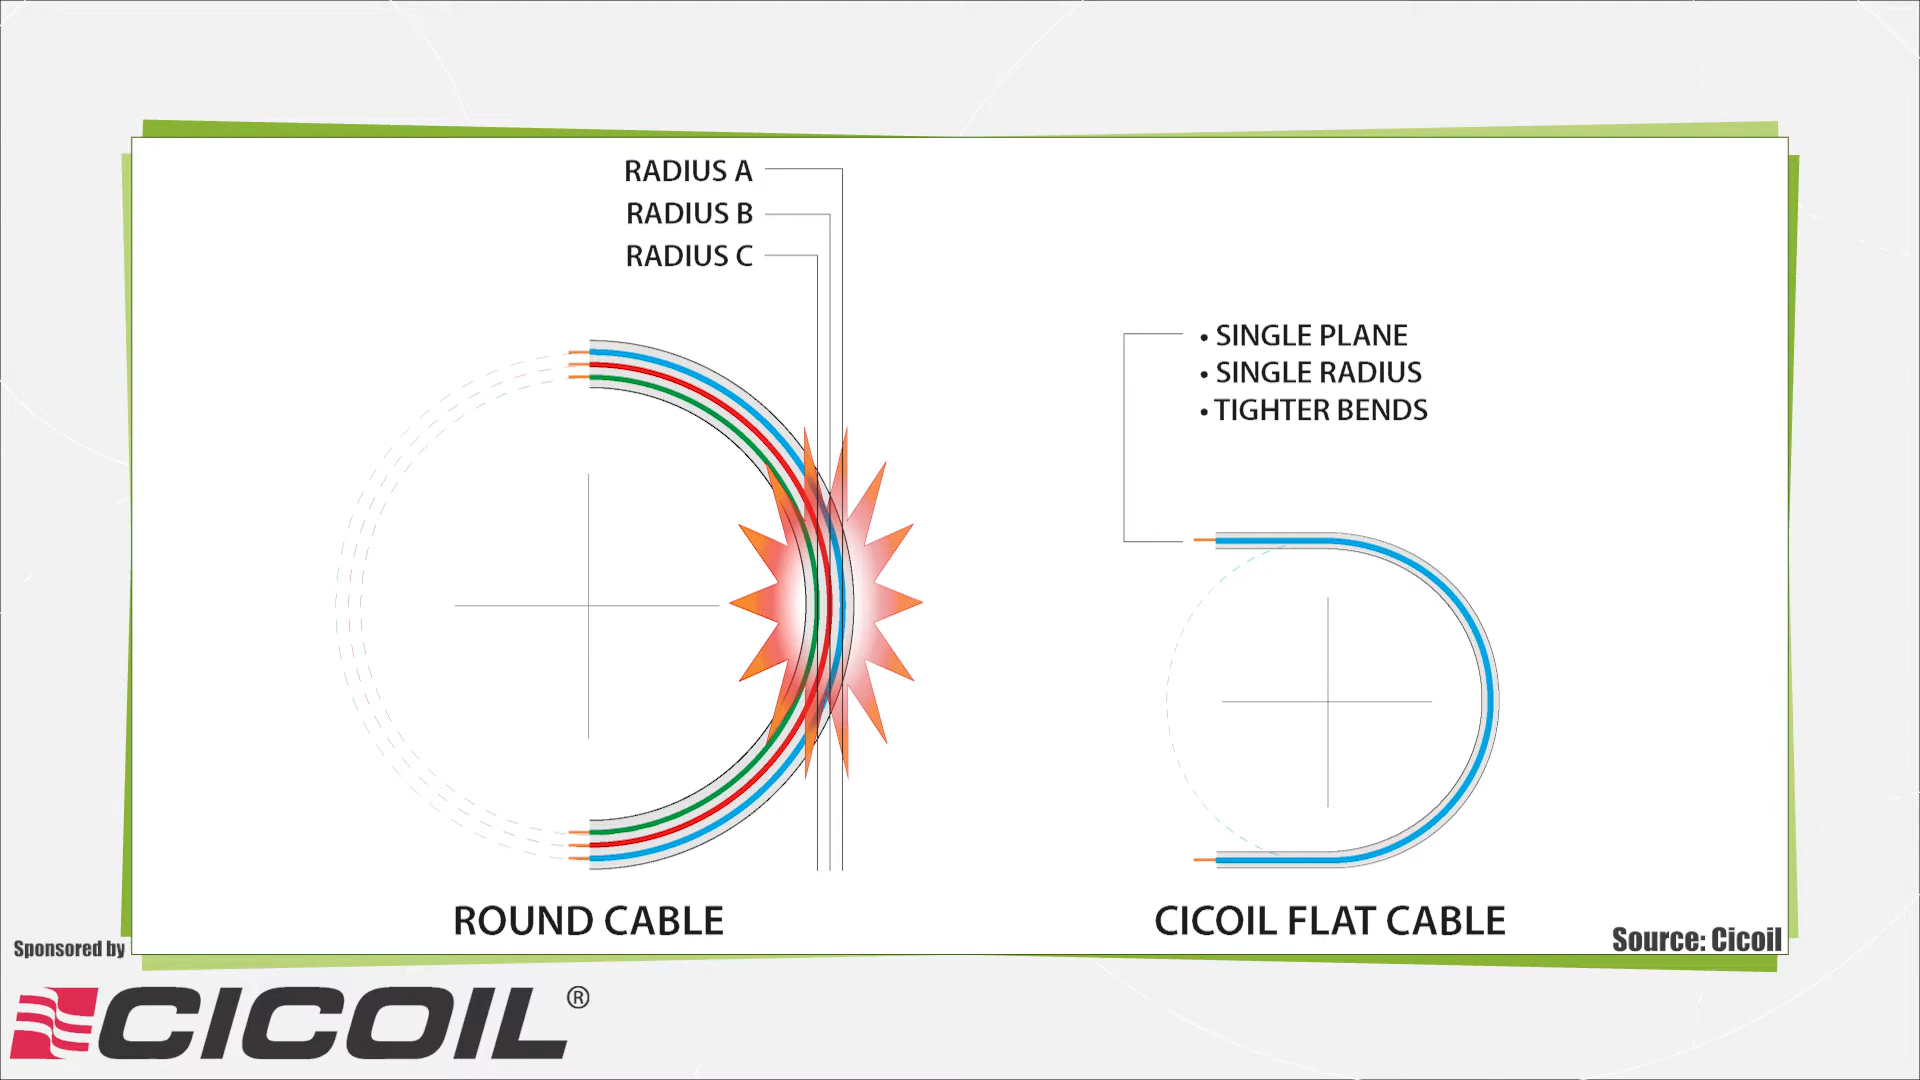 RADIUS A
RADIUS B
RADIUS C
• SINGLE PLANE
• SINGLE RADIUS
• TIGHTER BENDS
ROUND CABLE
CICOIL FLAT CABLE
Source: Cicoil
Sponsored by
CICOIL®